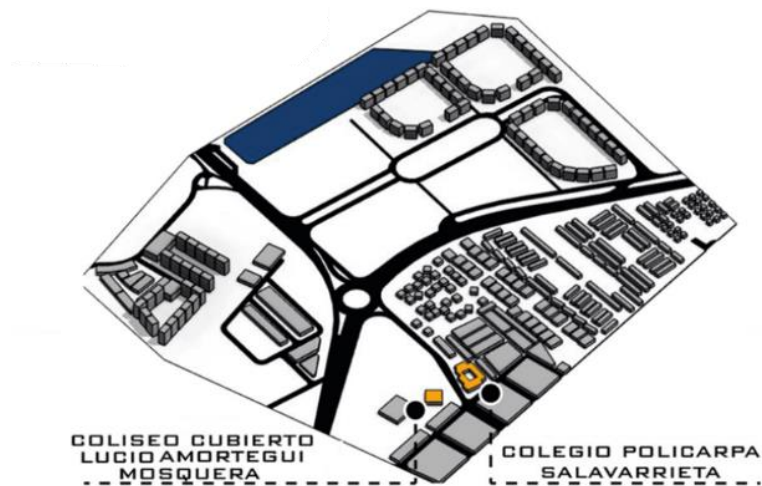 COLISEO CUBIERTO
LUCIO AMORTEGUI
MOSQUERA
COLEGIO POLICARPA
SALAVARRIETA